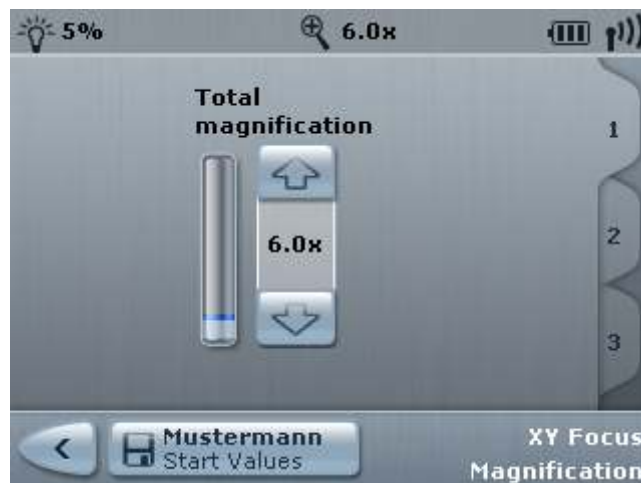 5%
6.0x
Total
magnification
1
6.0x
2
3
Mustermann
Start Values
XY Focus
Magnification